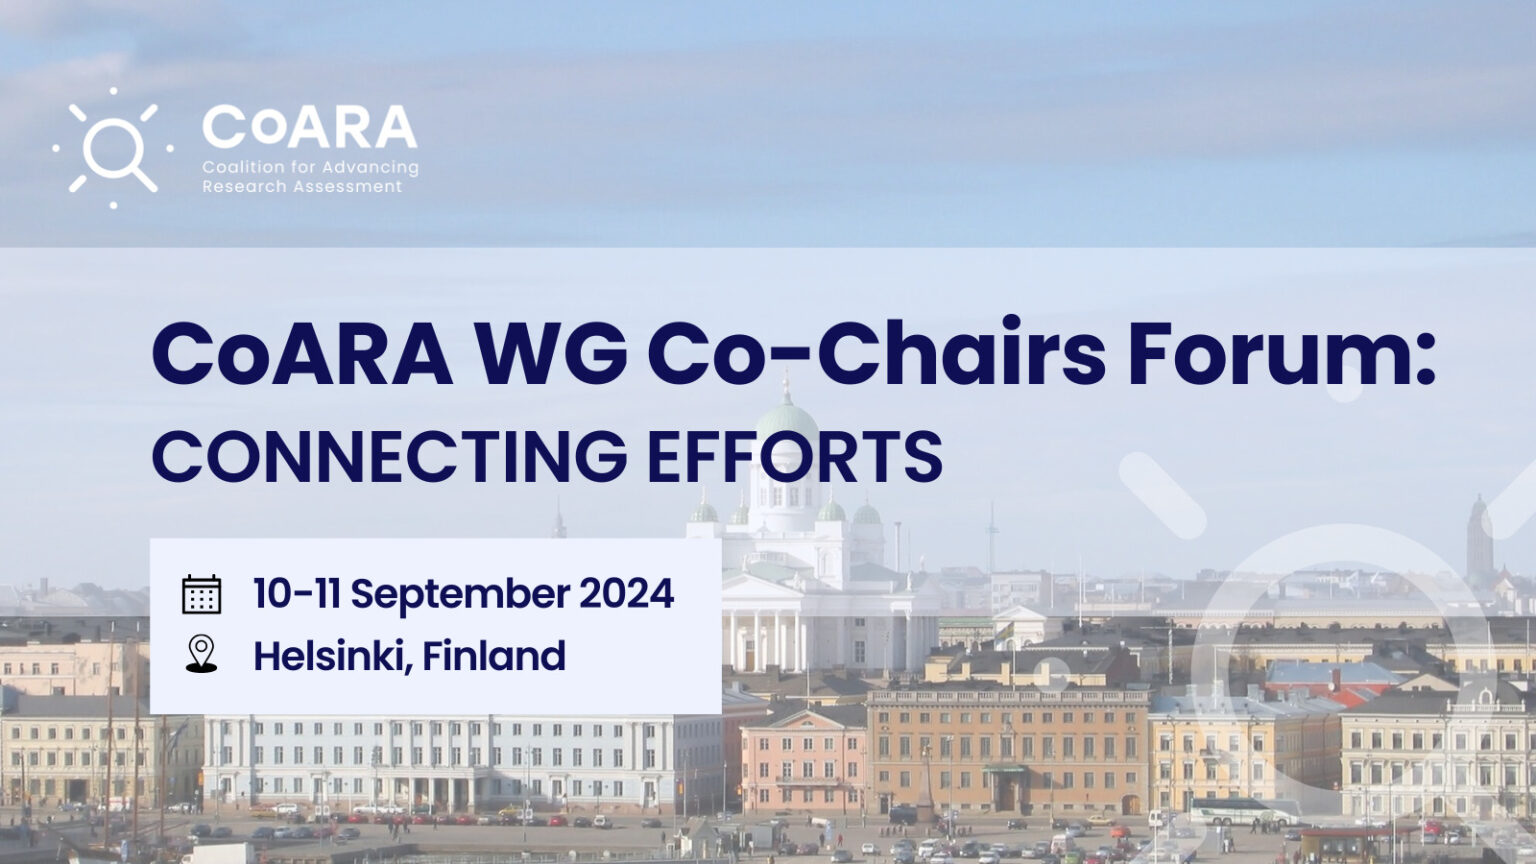 CoARA
Coalition for Advancing
Research Assessment
CoARA WG Co-Chairs Forum:
CONNECTING EFFORTS
10-11 September 2024
Helsinki, Finland